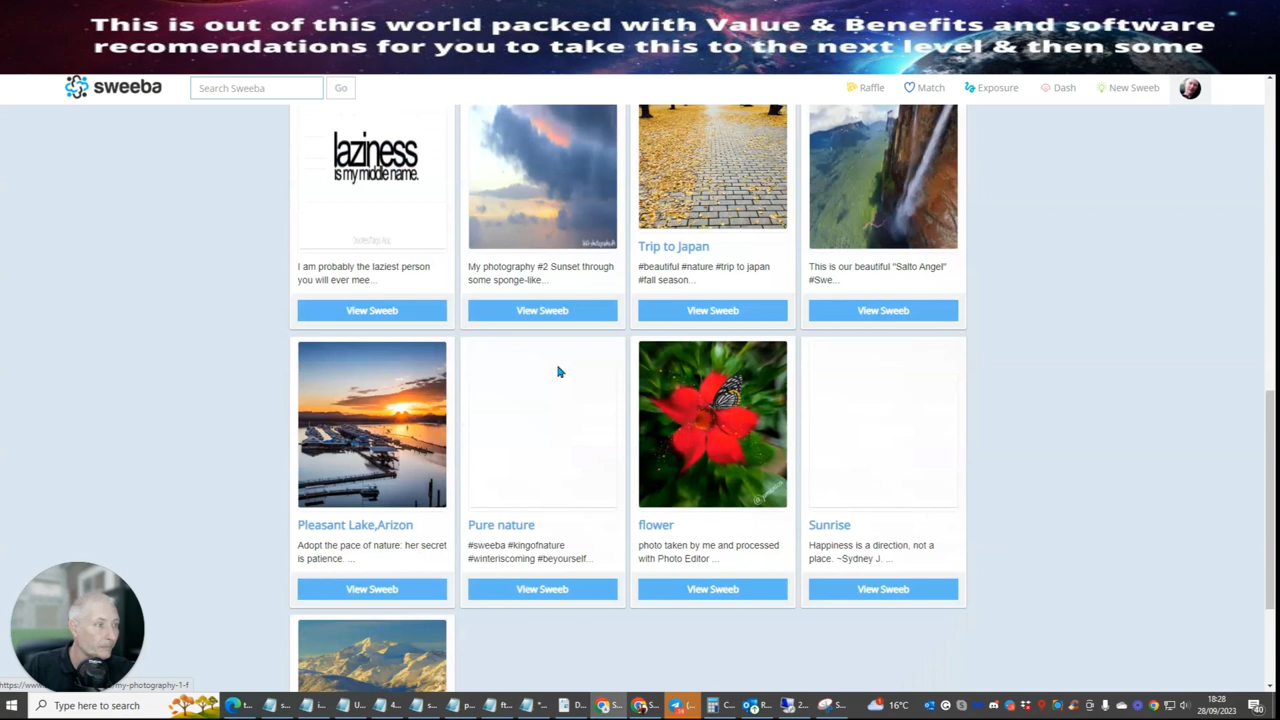 This is out of this world packed with Value & Benefits and software
recomendations for you to take this to the next level & then some
sweeba
Search Sweeba
Go
Raffle
Match
Exposure
Dash
New Sweeb
laziness
is my middle name.
I am probably the laziest person
you will ever mee...
View Sweeb
My photography #2 Sunset through
some sponge-like...
View Sweeb
Trip to Japan
#beautiful #nature #trip to japan
#fall season...
View Sweeb
This is our beautiful "Salto Angel"
#Swe...
View Sweeb
Pleasant Lake,Arizon
Adopt the pace of nature: her secret
is patience. ...
View Sweeb
Pure nature
#sweeba #kingofnature
#winteriscoming #beyourself...
View Sweeb
flower
photo taken by me and processed
with Photo Editor ...
View Sweeb
Sunrise
Happiness is a direction, not a
place. ~Sydney J. ...
View Sweeb
/my-photography-1-f
Type here to search
16°C
18:28
28/09/2023
40